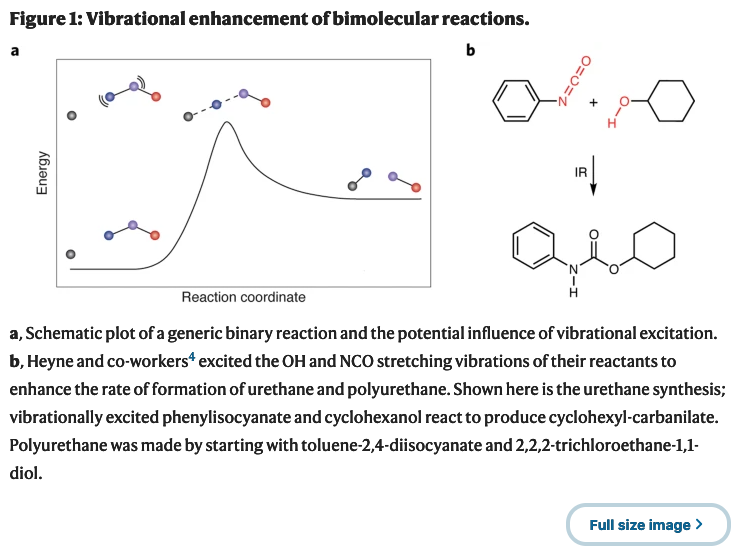 Figure 1: Vibrational enhancement of bimolecular reactions.
a
Energy
Reaction coordinate
b
O
C
N
+
O
H
IR
O
N
O
H
a, Schematic plot of a generic binary reaction and the potential influence of vibrational excitation.
b, Heyne and co-workers4 excited the OH and NCO stretching vibrations of their reactants to
enhance the rate of formation of urethane and polyurethane. Shown here is the urethane synthesis;
vibrationally excited phenylisocyanate and cyclohexanol react to produce cyclohexyl-carbanilate.
Polyurethane was made by starting with toluene-2,4-diisocyanate and 2,2,2-trichloroethane-1,1-
diol.
Full size image >